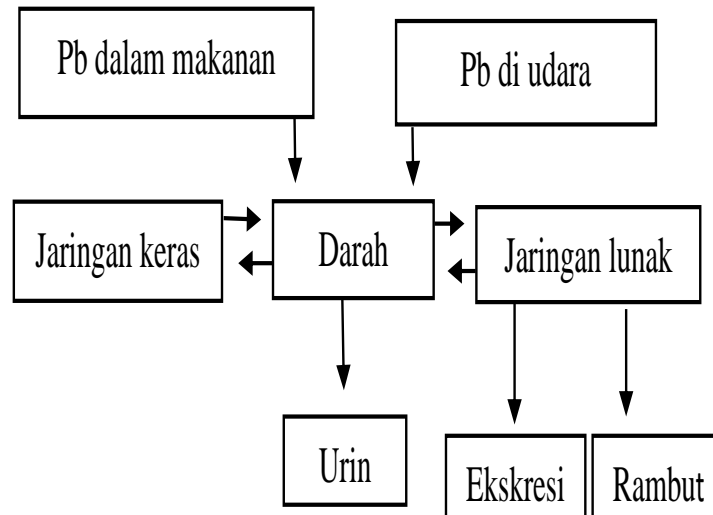 Pb dalam makanan
Pb di udara
Jaringan keras
Darah
Jaringan lunak
Urin
Ekskresi
Rambut